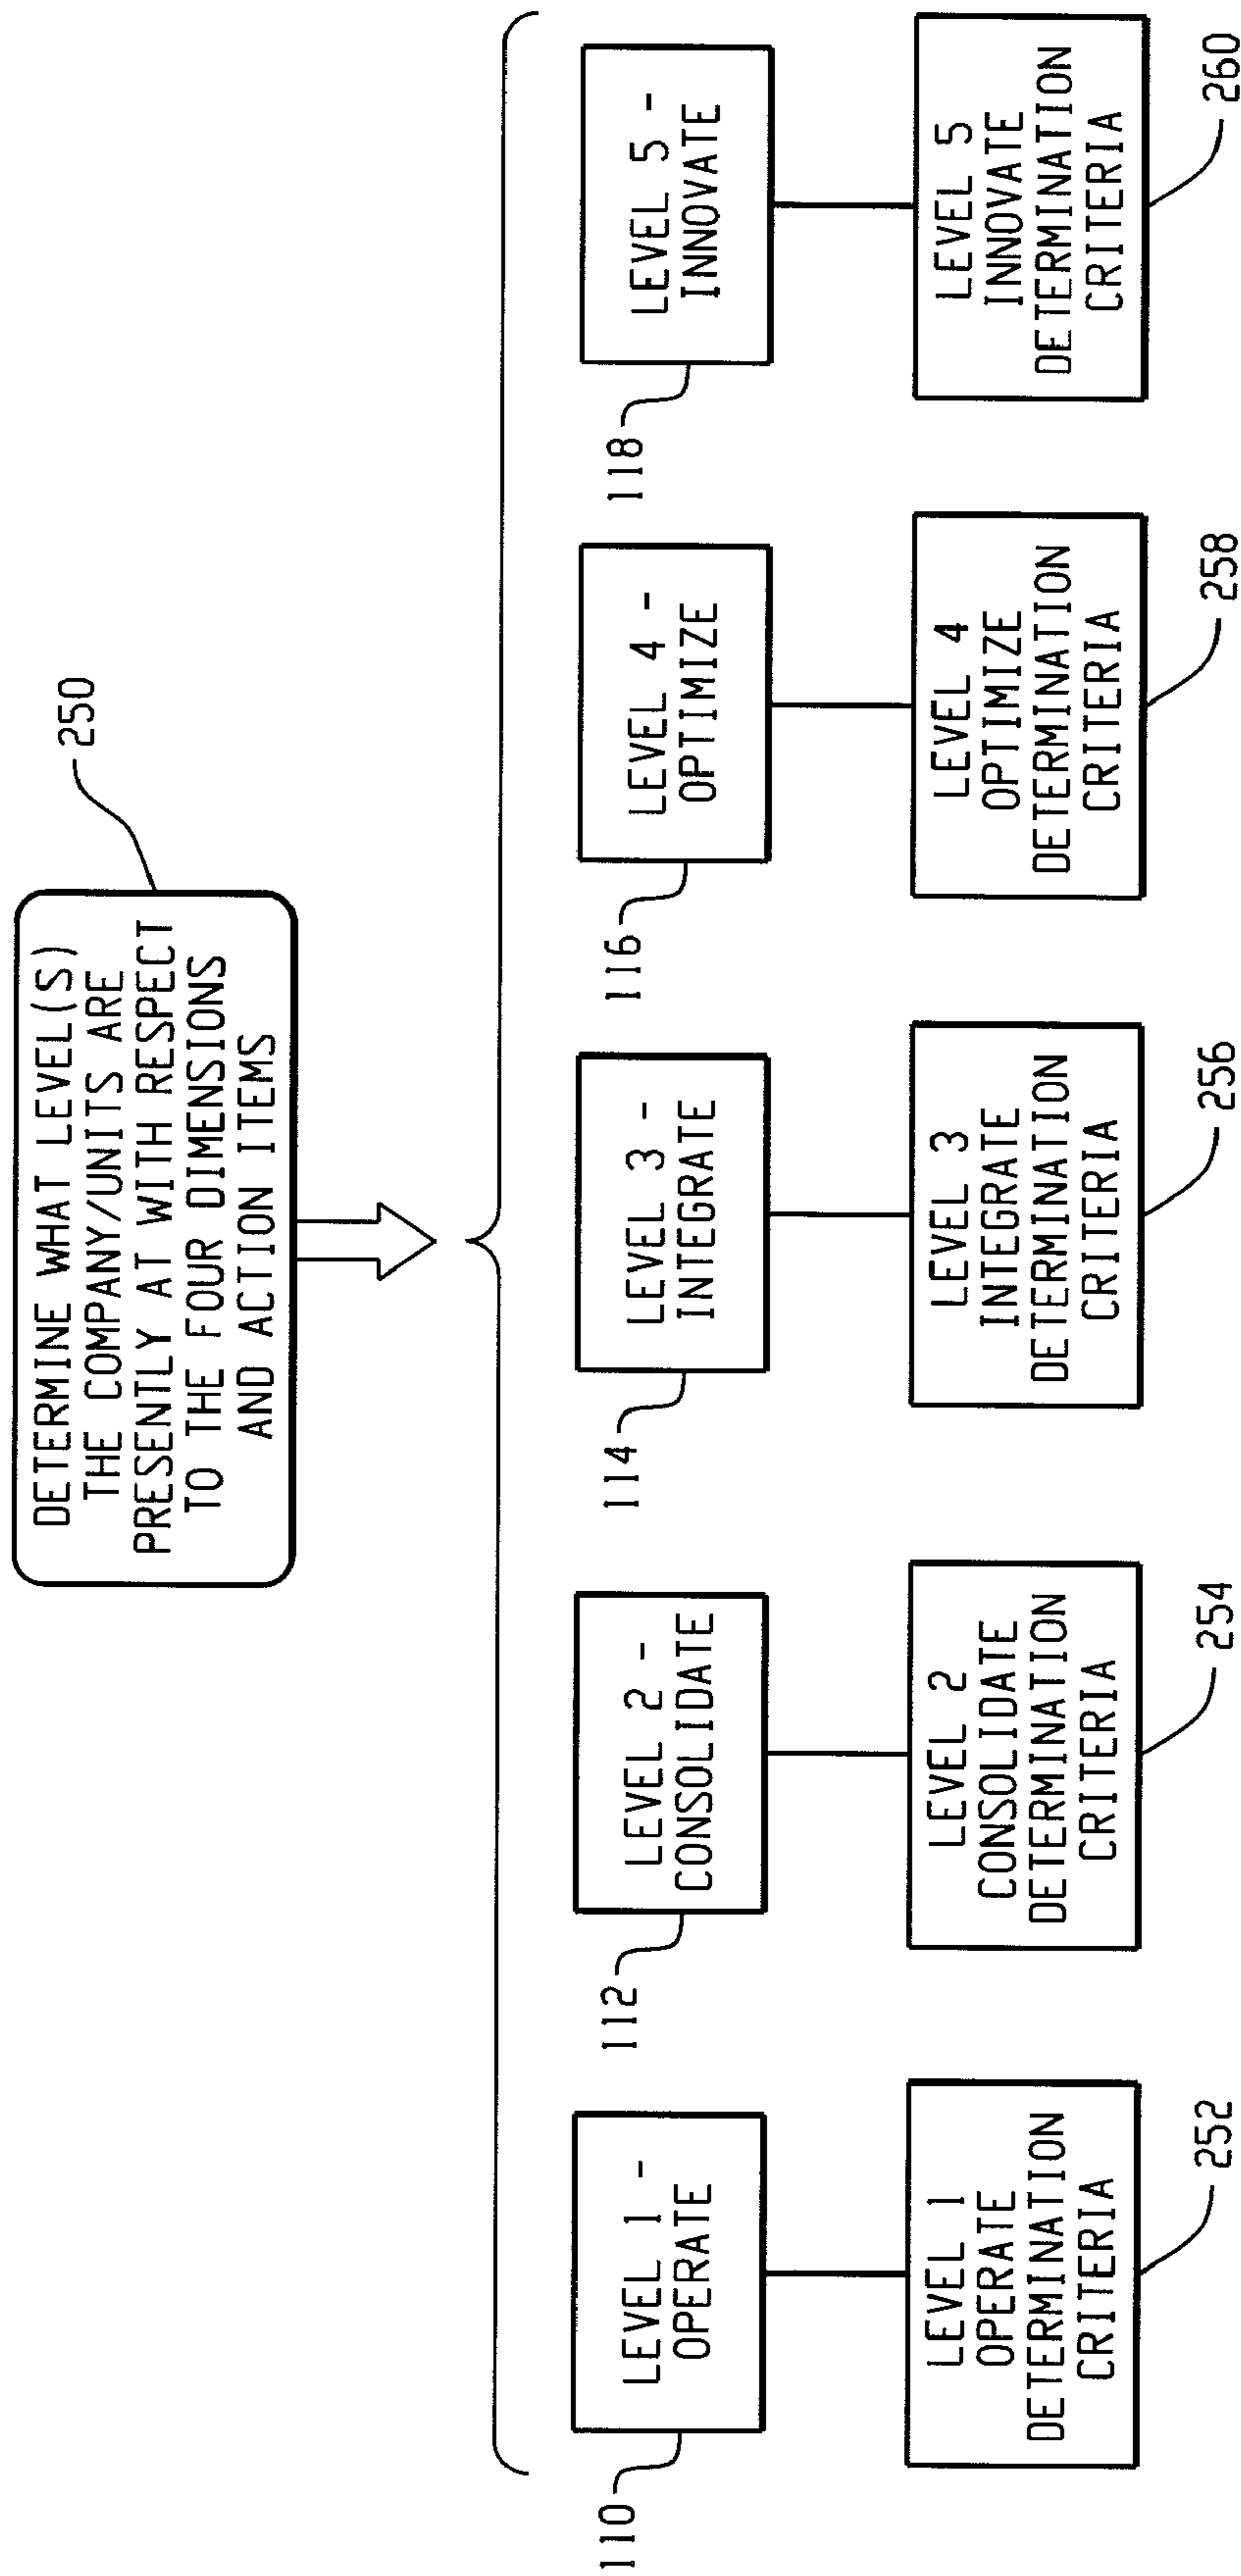 DETERMINE WHAT LEVEL(S)
THE COMPANY/UNITS ARE
PRESENTLY AT WITH RESPECT
TO THE FOUR DIMENSIONS
AND ACTION ITEMS
250
110
LEVEL 1 -
OPERATE
112
LEVEL 2 -
CONSOLIDATE
114
LEVEL 3 -
INTEGRATE
116
LEVEL 4 -
OPTIMIZE
118
LEVEL 5 -
INNOVATE
LEVEL 1
OPERATE
DETERMINATION
CRITERIA
252
LEVEL 2
CONSOLIDATE
DETERMINATION
CRITERIA
254
LEVEL 3
INTEGRATE
DETERMINATION
CRITERIA
256
LEVEL 4
OPTIMIZE
DETERMINATION
CRITERIA
258
LEVEL 5
INNOVATE
DETERMINATION
CRITERIA
260